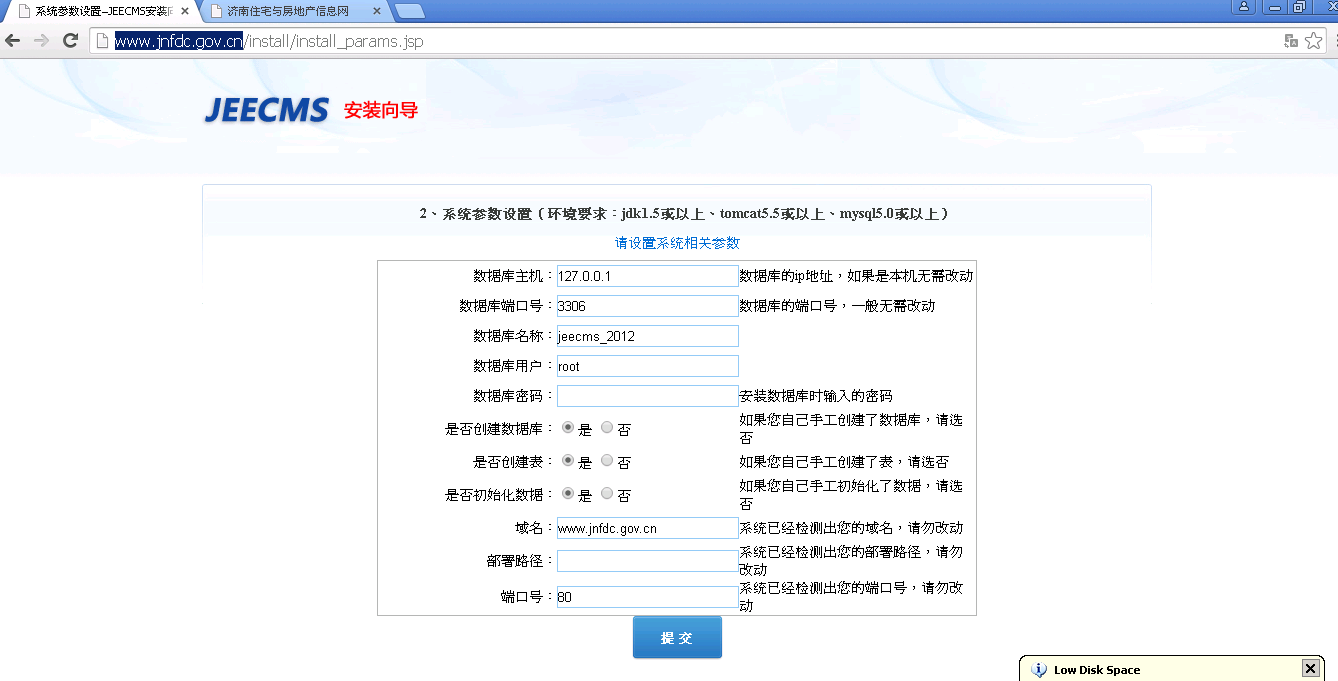 系统参数设置-JEECMS安装向
济南住宅与房地产信息网
www.jnfdc.gov.cn/install/install_params.jsp
JEECMS 安装向导
2、系统参数设置（环境要求：jdk1.5或以上、tomcat5.5或以上、mysql5.0或以上）
请设置系统相关参数
数据库主机：127.0.0.1 数据库的ip地址，如果是本机无需改动
数据库端口号：3306 数据库的端口号，一般无需改动
数据库名称：jeecms_2012
数据库用户：root
数据库密码： 安装数据库时输入的密码
是否创建数据库： 是 否 如果您自己手工创建了数据库，请选
否
是否创建表： 是 否 如果您自己手工创建了表，请选否
是否初始化数据： 是 否 如果您自己手工初始化了数据，请选
否
域名：www.jnfdc.gov.cn 系统已经检测出您的域名，请勿改动
部署路径： 系统已经检测出您的部署路径，请勿
改动
端口号：80 系统已经检测出您的端口号，请勿改
动
提 交
Low Disk Space